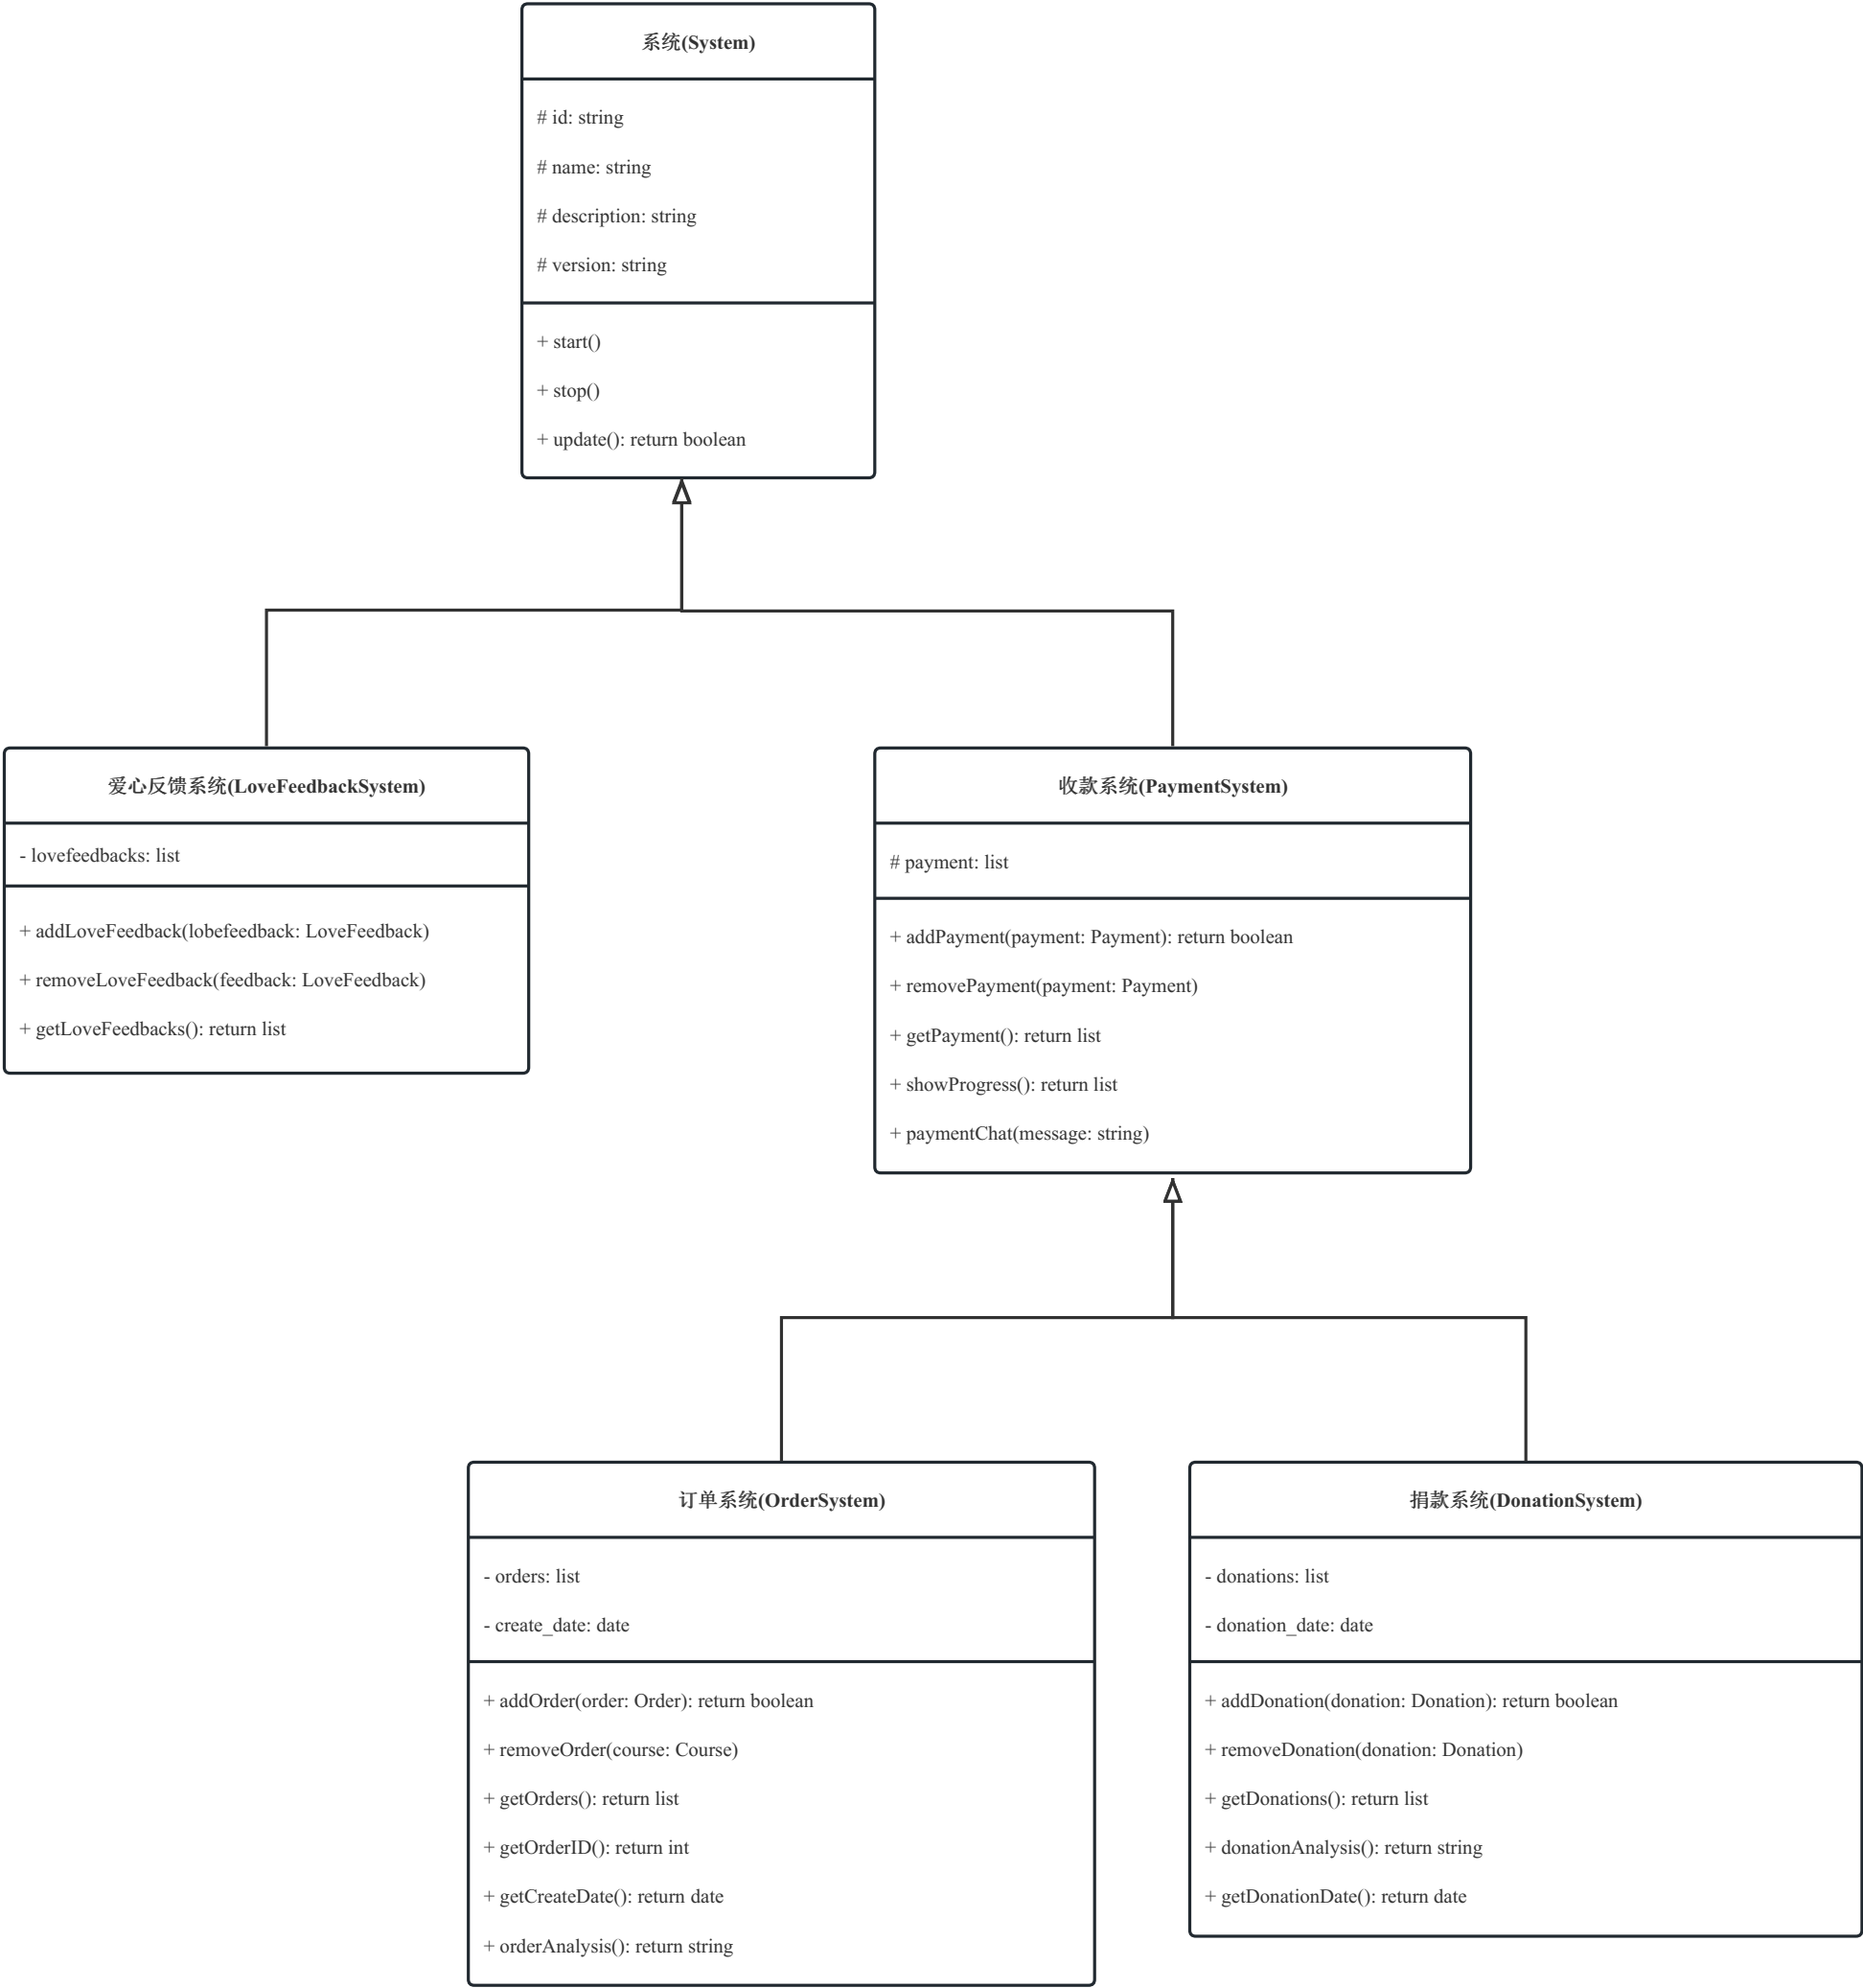 系统(System)
# id: string
# name: string
# description: string
# version: string
+ start()
+ stop()
+ update(): return boolean
爱心反馈系统(LoveFeedbackSystem)
- lovefeedbacks: list
+ addLoveFeedback(lobefeedback: LoveFeedback)
+ removeLoveFeedback(feedback: LoveFeedback)
+ getLoveFeedbacks(): return list
收款系统(PaymentSystem)
# payment: list
+ addPayment(payment: Payment): return boolean
+ removePayment(payment: Payment)
+ getPayment(): return list
+ showProgress(): return list
+ paymentChat(message: string)
订单系统(OrderSystem)
- orders: list
- create_date: date
+ addOrder(order: Order): return boolean
+ removeOrder(course: Course)
+ getOrders(): return list
+ getOrderID(): return int
+ getCreateDate(): return date
+ orderAnalysis(): return string
捐款系统(DonationSystem)
- donations: list
- donation_date: date
+ addDonation(donation: Donation): return boolean
+ removeDonation(donation: Donation)
+ getDonations(): return list
+ donationAnalysis(): return string
+ getDonationDate(): return date